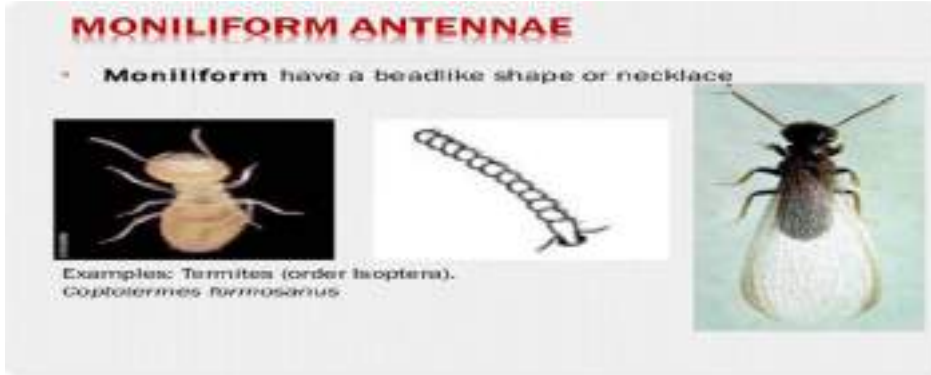 MONILIFORM ANTENNAE
• Moniliform have a beadlike shape or necklace
Examples: Termites (order Isoptera).
Coptotermes formosanus